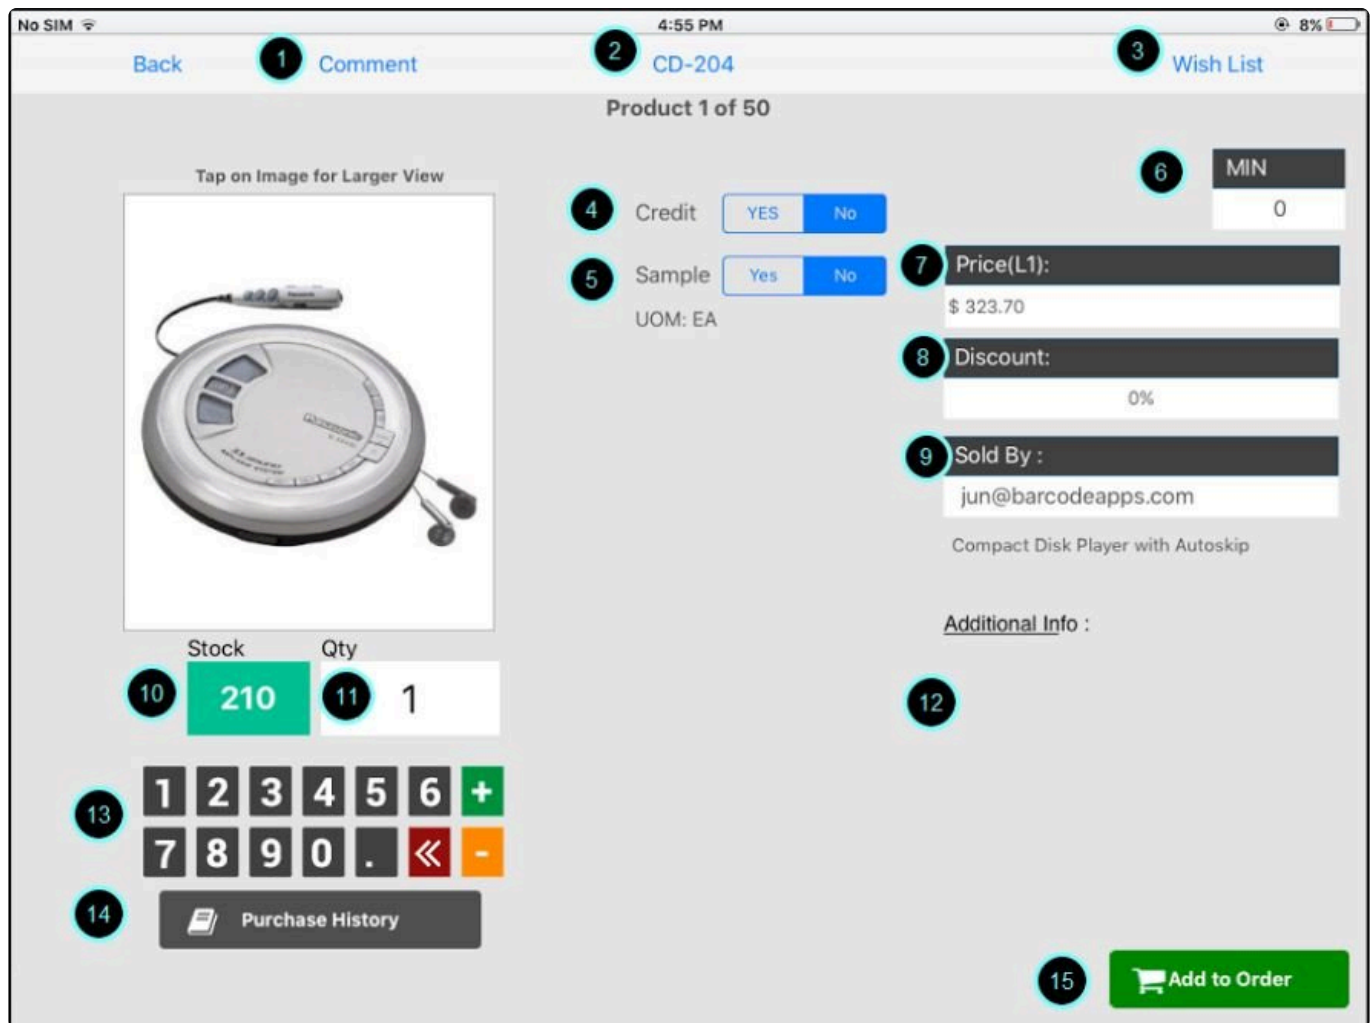 No SIM 4:55 PM 8%
Back 1 Comment 2 CD-204 3 Wish List
Product 1 of 50
Tap on Image for Larger View
4 Credit YES No
5 Sample Yes No
UOM: EA
6 MIN
0
7 Price(L1):
$ 323.70
8 Discount:
0%
9 Sold By :
jun@barcodeapps.com
Compact Disk Player with Autoskip
Additional Info :
12
Panasonic
Stock Qty
10 210 11 1
13
1 2 3 4 5 6 +
7 8 9 0 . «  -
14 Purchase History
15 Add to Order